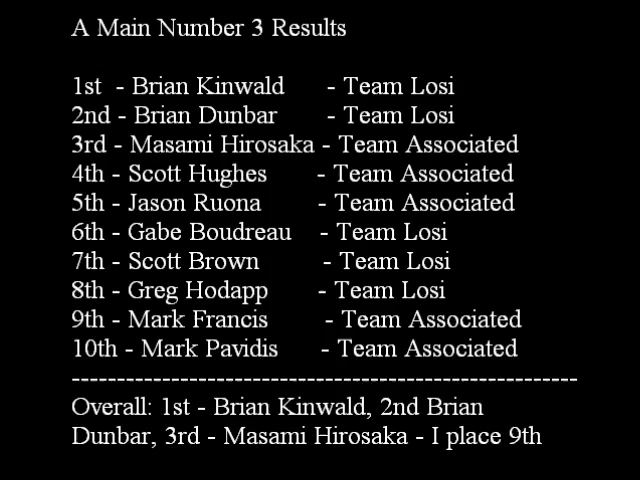 A Main Number 3 Results
1st - Brian Kinwald - Team Losi
2nd - Brian Dunbar - Team Losi
3rd - Masami Hirosaka - Team Associated
4th - Scott Hughes - Team Associated
5th - Jason Ruona - Team Associated
6th - Gabe Boudreau - Team Losi
7th - Scott Brown - Team Losi
8th - Greg Hodapp - Team Losi
9th - Mark Francis - Team Associated
10th - Mark Pavidis - Team Associated
--------------------------------------------------------
Overall: 1st - Brian Kinwald, 2nd Brian
Dunbar, 3rd - Masami Hirosaka - I place 9th